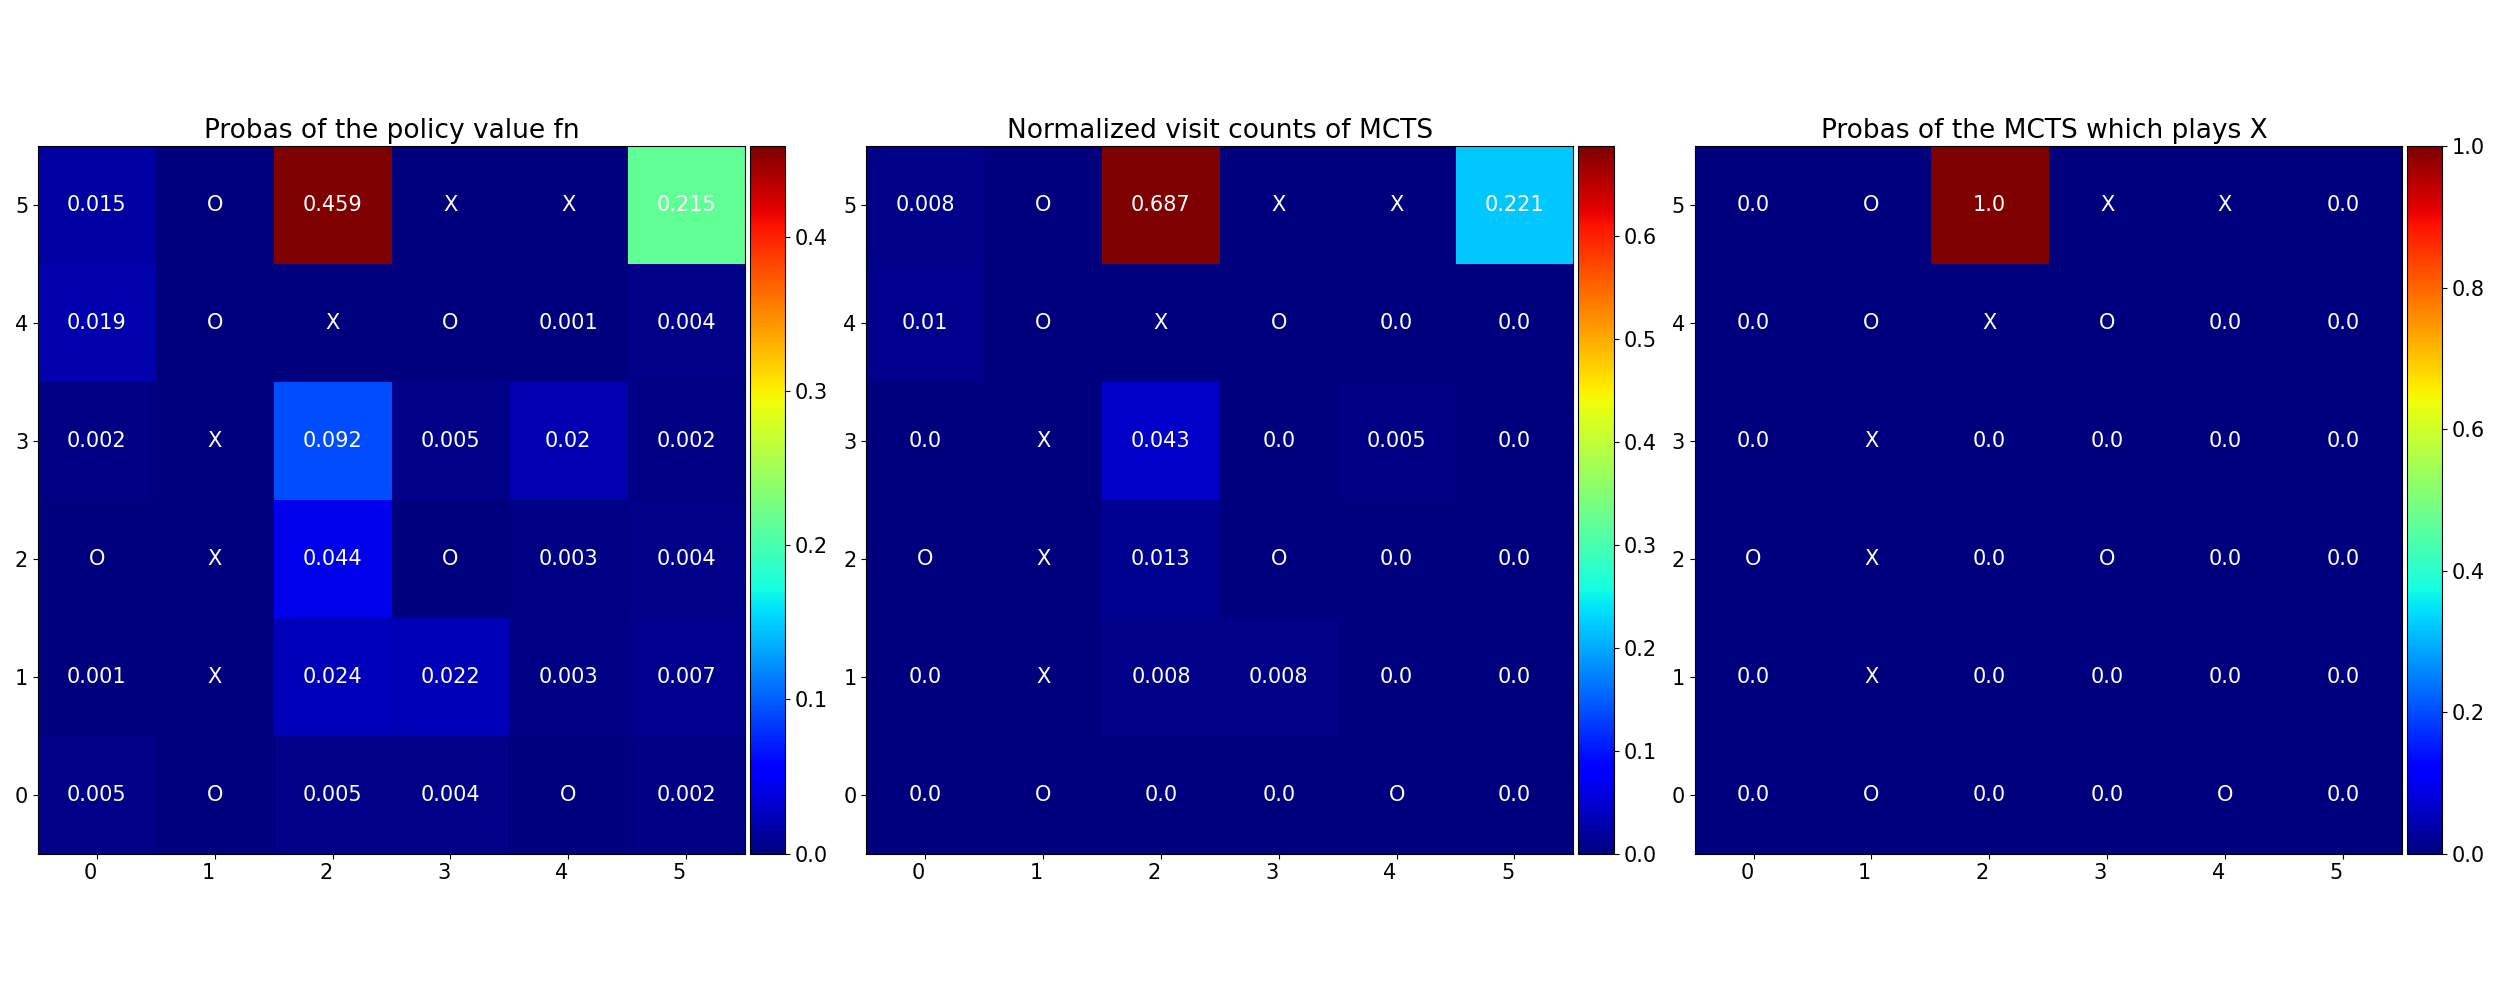 Probas of the policy value fn
5 0.015 O 0.459 X X 0.215
4 0.019 O X O 0.001 0.004
3 0.002 X 0.092 0.005 0.02 0.002
2 O X 0.044 O 0.003 0.004
1 0.001 X 0.024 0.022 0.003 0.007
0 0.005 O 0.005 0.004 O 0.002
0 1 2 3 4 5
0.4
0.3
0.2
0.1
0.0
Normalized visit counts of MCTS
5 0.008 O 0.687 X X 0.221
4 0.01 O X O 0.0 0.0
3 0.0 X 0.043 0.0 0.005 0.0
2 O X 0.013 O 0.0 0.0
1 0.0 X 0.008 0.008 0.0 0.0
0 0.0 O 0.0 0.0 O 0.0
0 1 2 3 4 5
0.6
0.5
0.4
0.3
0.2
0.1
0.0
Probas of the MCTS which plays X
5 0.0 O 1.0 X X 0.0
4 0.0 O X O 0.0 0.0
3 0.0 X 0.0 0.0 0.0 0.0
2 O X 0.0 O 0.0 0.0
1 0.0 X 0.0 0.0 0.0 0.0
0 0.0 O 0.0 0.0 O 0.0
0 1 2 3 4 5
1.0
0.8
0.6
0.4
0.2
0.0